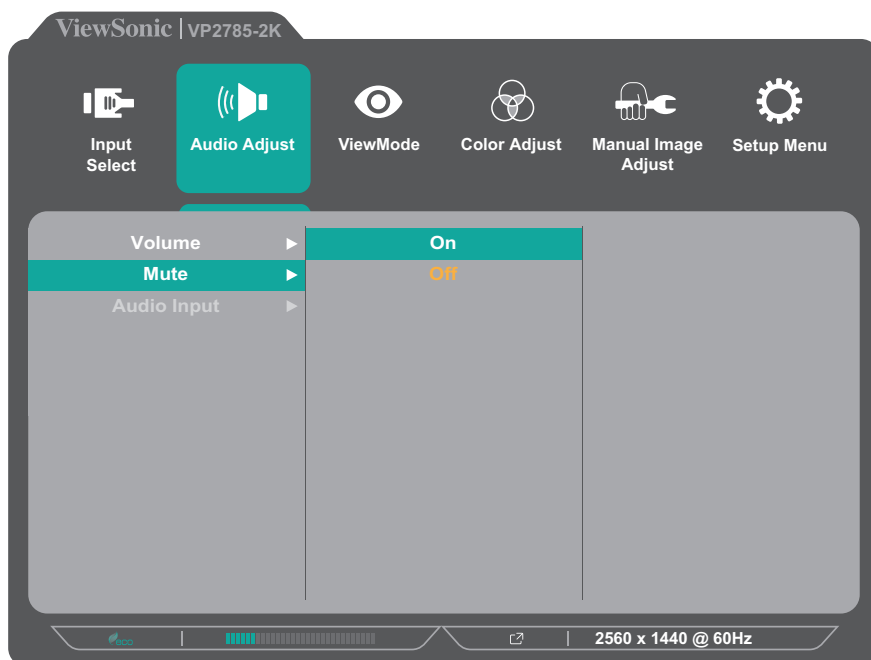 ViewSonic | VP2785-2K
Input Select
Audio Adjust
ViewMode
Color Adjust
Manual Image Adjust
Setup Menu
Volume
On
Mute
Off
Audio Input
eco
2560 x 1440 @ 60Hz